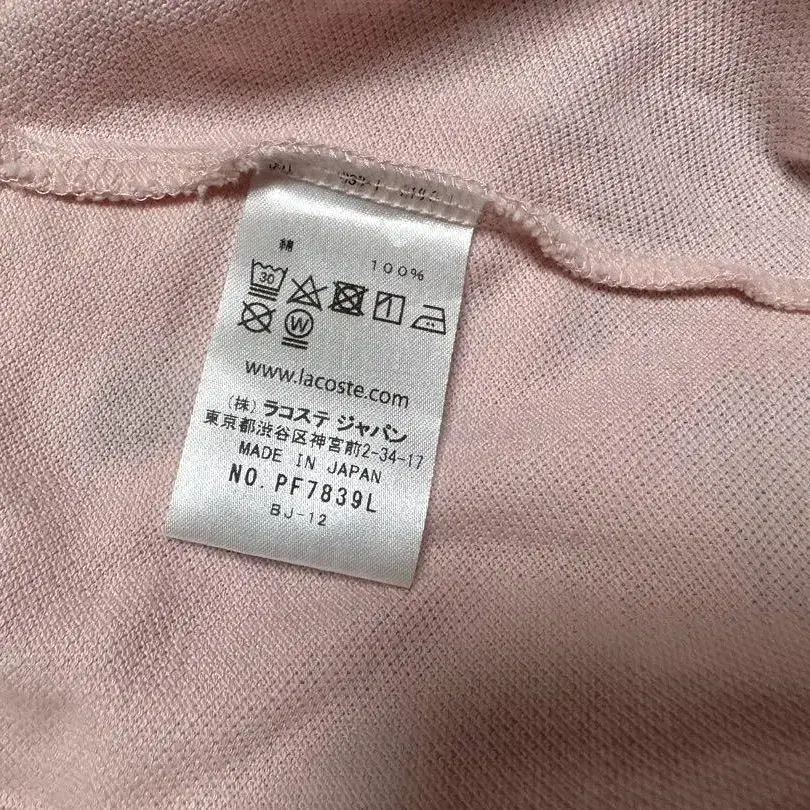 綿 100%
30
W
www.lacoste.com
(株) ラコステ ジャパン
東京都渋谷区神宮前2-34-17
MADE IN JAPAN
NO. PF7839L
BJ-12